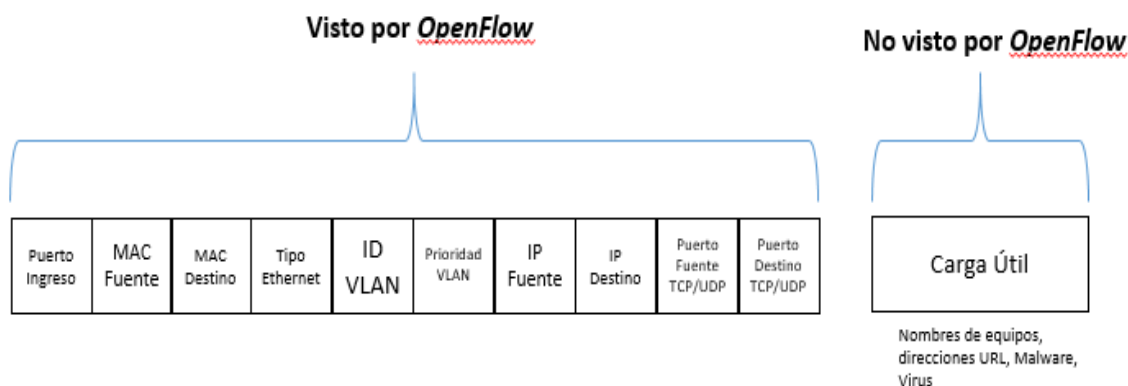 Visto por OpenFlow
No visto por OpenFlow
Puerto
Ingreso
MAC
Fuente
MAC
Destino
Tipo
Ethernet
ID
VLAN
Prioridad
VLAN
IP
Fuente
IP
Destino
Puerto
Fuente
TCP/UDP
Puerto
Destino
TCP/UDP
Carga Útil
Nombres de equipos,
direcciones URL, Malware,
Virus